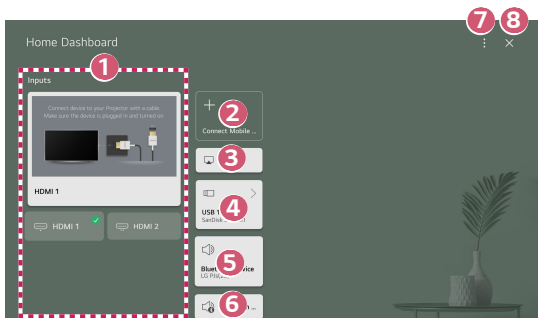 7
8
Home Dashboard
1
Inputs
Connect device to your Projector with a cable
Make sure the device is plugged in and turned on
2
Connect Mobile ...
3
HDMI 1
USB 1
4
SanDisk
HDMI 1
HDMI 2
5
LG
6